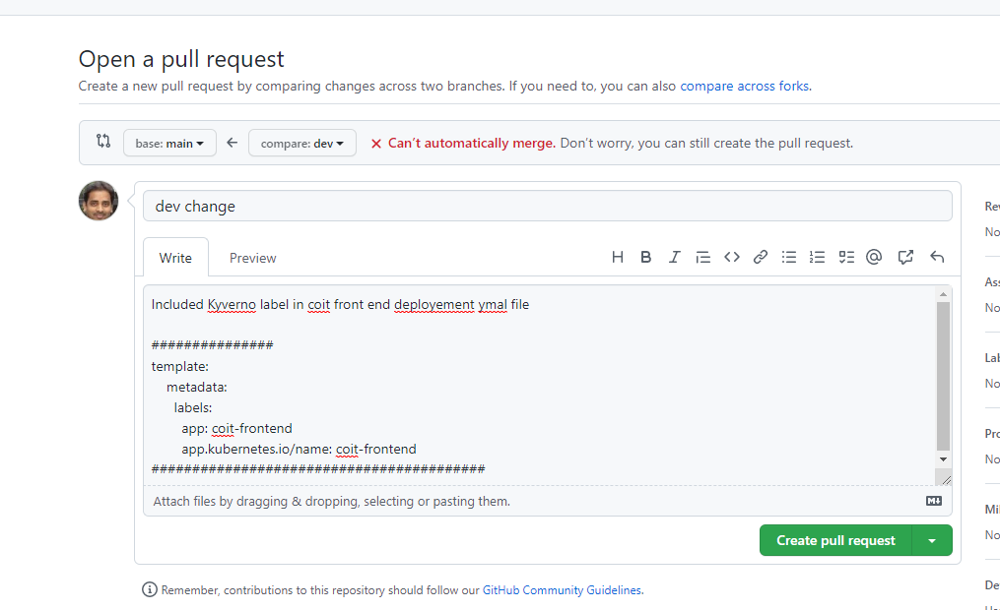 Open a pull request
Create a new pull request by comparing changes across two branches. If you need to, you can also compare across forks.
base: main ← compare: dev × Can't automatically merge. Don't worry, you can still create the pull request.
dev change
Write Preview
Included Kyverno label in coit front end deployement ymal file
###############
template:
metadata:
labels:
app: coit-frontend
app.kubernetes.io/name: coit-frontend
#########################################
Attach files by dragging & dropping, selecting or pasting them.
Create pull request
Remember, contributions to this repository should follow our GitHub Community Guidelines.
Rev
No
Ass
No
Lab
No
Pro
No
Mil
No
De